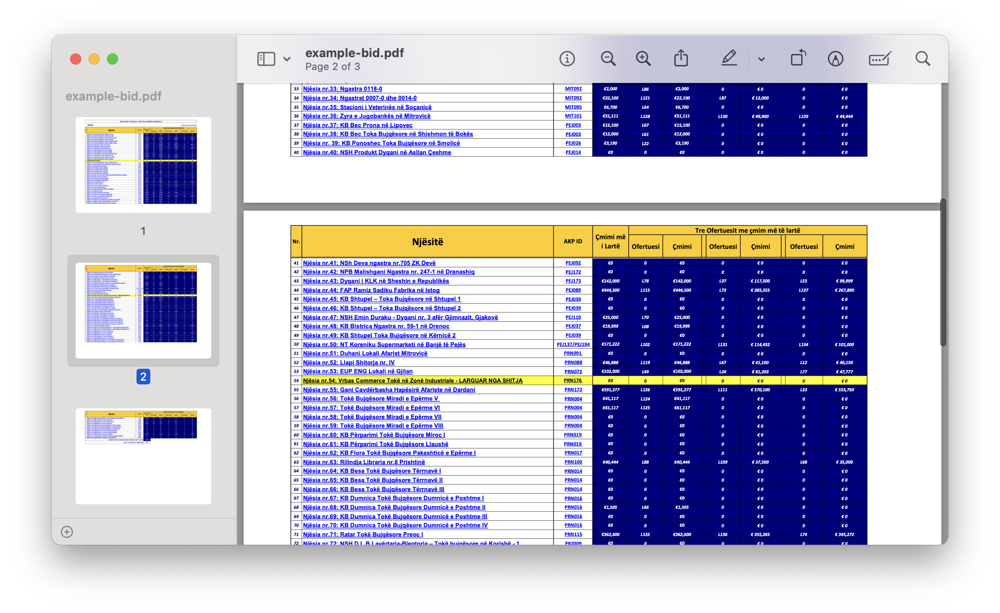 example-bid.pdf
Page 2 of 3
example-bid.pdf
1
2
33 Njësia nr.33: Ngastra 0118-0 MIT092 €2,000 L86 €2,000 0 € 0 0 € 0
34 Njësia nr.34: Ngastrat 0007-0 dhe 0014-0 MIT092 €22,100 L121 €22,100 L87 € 12,000 0 € 0
35 Njësia nr.35: Stacioni i Veterinës në Soçanicë MIT095 €6,700 L64 €6,700 0 € 0 0 € 0
36 Njësia nr.36: Zyra e Jugobankës në Mitrovicë MIT101 €51,111 L128 €51,111 L130 € 49,900 L129 € 44,444
37 Njësia nr.37: KB Bec Prona në Lipovec PEJ003 €15,100 L07 €15,100 0 € 0 0 € 0
38 Njësia nr.38: KB Bec Toka Bujqësore në Shishmon të Bokës PEJ003 €12,000 L61 €12,000 0 € 0 0 € 0
39 Njësia nr. 39: KB Ponoshec Toka Bujqësore në Smolicë PEJ026 €3,190 L22 €3,190 0 € 0 0 € 0
40 Njësia nr.40: NSH Produkt Dyqani në Asllan Çeshme PEJ014 €0 0 €0 0 € 0 0 € 0
Tre Ofertuesit me çmim më të lartë
Nr. Njësitë AKP ID Çmimi më i Lartë Ofertuesi Çmimi Ofertuesi Çmimi Ofertuesi Çmimi
41 Njësia nr.41: NSh Deva ngastra nr.705 ZK Devë PEJ092 €0 0 €0 0 € 0 0 € 0
42 Njësia nr.42: NPB Malishgani Ngastra nr. 247-1 në Dranashiq PEJ172 €0 0 €0 0 € 0 0 € 0
43 Njësia nr.43: Dyqani i KLK në Sheshin e Republikës PEJ173 €142,000 L78 €142,000 L37 € 117,500 L53 € 99,999
44 Njësia nr.44: FAP Ramiz Sadiku Fabrika në Istog PEJ089 €444,500 L115 €444,500 L73 € 385,555 L137 € 267,890
45 Njësia nr.45: KB Shtupel – Toka Bujqësore në Shtupel 1 PEJ039 €0 0 €0 0 € 0 0 € 0
46 Njësia nr.46: KB Shtupel – Toka Bujqësore në Shtupel 2 PEJ039 €0 0 €0 0 € 0 0 € 0
47 Njësia nr.47: NSH Emin Duraku - Dyqani nr. 3 afër Gjimnazit, Gjakovë PEJ110 €25,000 L70 €25,000 0 € 0 0 € 0
48 Njësia nr.48: KB Bistrica Ngastra nr. 59-1 në Drenoc PEJ037 €19,999 L08 €19,999 0 € 0 0 € 0
49 Njësia nr.49: KB Shtupel Toka Bujqësore në Kërnicë 2 PEJ039 €0 0 €0 0 € 0 0 € 0
50 Njësia nr.50: NT Koreniku Supermarketi në Banjë të Pejës PEJ137/PEJ194 €171,222 L102 €171,222 L131 € 114,432 L134 € 101,000
51 Njësia nr.51: Duhani Lokali Afarist Mitrovicë PRN091 €0 0 €0 0 € 0 0 € 0
52 Njësia nr.52: Llapi Shitorja nr. IV PRN088 €46,888 L119 €46,888 L67 € 41,100 L12 € 40,150
53 Njësia nr.53: EUP ENG Lokali në Gjilan PRN072 €102,000 L49 €102,000 L24 € 81,203 L77 € 47,777
54 Njësia nr.54: Vrbas Commerce Tokë në Zonë Industriale - LARGUAR NGA SHITJA PRN176 €0 0 €0 0 € 0 0 € 0
55 Njësia nr.55: Gani Cavdërbasha Hapësirë Afariste në Dardani PRN172 €591,277 L126 €591,277 L111 € 570,100 L33 € 555,750
56 Njësia nr.56: Tokë Bujqësore Miradi e Epërme V PRN004 €41,117 L124 €41,117 0 € 0 0 € 0
57 Njësia nr.57: Tokë Bujqësore Miradi e Epërme VI PRN004 €61,117 L125 €61,117 0 € 0 0 € 0
58 Njësia nr.58: Tokë Bujqësore Miradi e Epërme VII PRN004 €0 0 €0 0 € 0 0 € 0
59 Njësia nr.59: Tokë Bujqësore Miradi e Epërme VIII PRN004 €0 0 €0 0 € 0 0 € 0
60 Njësia nr.60: KB Përparimi Tokë Bujqësore Miroc I PRN019 €0 0 €0 0 € 0 0 € 0
61 Njësia nr.61: KB Përparimi Tokë Bujqësore Llaushë PRN019 €0 0 €0 0 € 0 0 € 0
62 Njësia nr.62: KB Flora Tokë Bujqësore Pakashticë e Epërme I PRN017 €0 0 €0 0 € 0 0 € 0
63 Njësia nr.63: Rilindja Libraria nr.8 Prishtinë PRN100 €40,444 L88 €40,444 L109 € 37,500 L68 € 35,000
64 Njësia nr.64: KB Besa Tokë Bujqësore Tërrnavë I PRN014 €0 0 €0 0 € 0 0 € 0
65 Njësia nr.65: KB Besa Tokë Bujqësore Tërrnavë II PRN014 €0 0 €0 0 € 0 0 € 0
66 Njësia nr.66: KB Besa Tokë Bujqësore Tërrnavë III PRN014 €0 0 €0 0 € 0 0 € 0
67 Njësia nr.67: KB Dumnica Tokë Bujqësore Dumnicë e Poshtme I PRN016 €0 0 €0 0 € 0 0 € 0
68 Njësia nr.68: KB Dumnica Tokë Bujqësore Dumnicë e Poshtme II PRN016 €1,505 L66 €1,505 0 € 0 0 € 0
69 Njësia nr.69: KB Dumnica Tokë Bujqësore Dumnicë e Poshtme III PRN016 €0 0 €0 0 € 0 0 € 0
70 Njësia nr.70: KB Dumnica Tokë Bujqësore Dumnicë e Poshtme IV PRN016 €0 0 €0 0 € 0 0 € 0
71 Njësia nr.71: Ratar Tokë Bujqësore Preoc I PRN115 €362,600 L135 €362,600 L136 € 355,265 L74 € 345,272
72 Njësia nr.72: NSH D.I. B Lavërtaria-Blegtoria – Tokë bujqësore në Korishë - 1 PRZ009 €0 0 €0 0 € 0 0 € 0